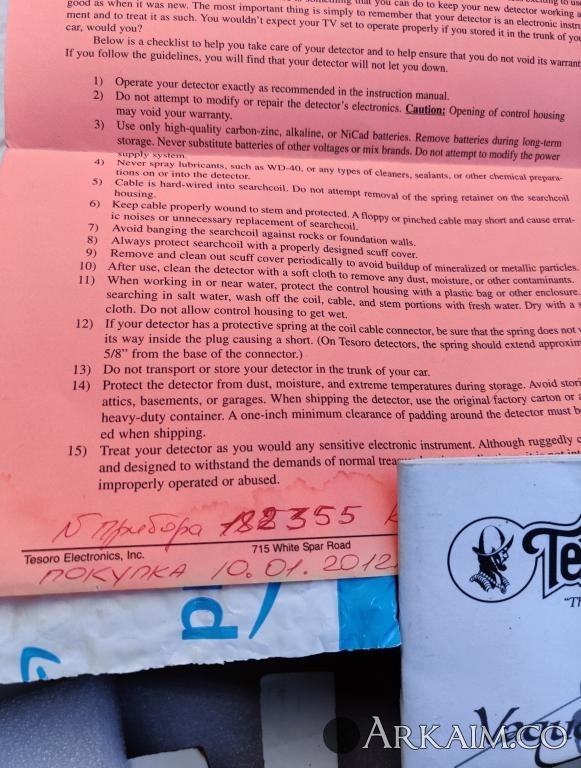 you can do to keep your new detector working a
good as when it was new. The most important thing is simply to remember that your detector is an electronic instru
ment and to treat it as such. You wouldn't expect your TV set to operate properly if you stored it in the trunk of you
car, would you?
Below is a checklist to help you take care of your detector and to help ensure that you do not void its warrant
If you follow the guidelines, you will find that your detector will not let you down.
1) Operate your detector exactly as recommended in the instruction manual.
2) Do not attempt to modify or repair the detector's electronics. Caution: Opening of control housing
may void your warranty.
3) Use only high-quality carbon-zinc, alkaline, or NiCad batteries. Remove batteries during long-term
storage. Never substitute batteries of other voltages or mix brands. Do not attempt to modify the power
supply system.
4) Never spray lubricants, such as WD-40, or any types of cleaners, sealants, or other chemical prepara-
tions on or into the detector.
5) Cable is hard-wired into searchcoil. Do not attempt removal of the spring retainer on the searchcoil
housing.
6) Keep cable properly wound to stem and protected. A floppy or pinched cable may short and cause errat-
ic noises or unnecessary replacement of searchcoil.
7) Avoid banging the searchcoil against rocks or foundation walls.
8) Always protect searchcoil with a properly designed scuff cover.
9) Remove and clean out scuff cover periodically to avoid buildup of mineralized or metallic particles.
10) After use, clean the detector with a soft cloth to remove any dust, moisture, or other contaminants.
11) When working in or near water, protect the control housing with a plastic bag or other enclosure.
searching in salt water, wash off the coil, cable, and stem portions with fresh water. Dry with a s
cloth. Do not allow control housing to get wet.
12) If your detector has a protective spring at the coil cable connector, be sure that the spring does not
its way inside the plug causing a short. (On Tesoro detectors, the spring should extend approxim
5/8" from the base of the connector.)
13) Do not transport or store your detector in the trunk of your car.
14) Protect the detector from dust, moisture, and extreme temperatures during storage. Avoid stori
attics, basements, or garages. When shipping the detector, use the original factory carton or a
heavy-duty container. A one-inch minimum clearance of padding around the detector must b
ed when shipping.
15) Treat your detector as you would any sensitive electronic instrument. Although ruggedly c
and designed to withstand the demands of normal
improperly operated or abused.
N прибора 355
Tesoro Electronics, Inc. 715 White Spar Road
ПОКУПКА 10.01.2012
Te
"T
ARKAIM.CO